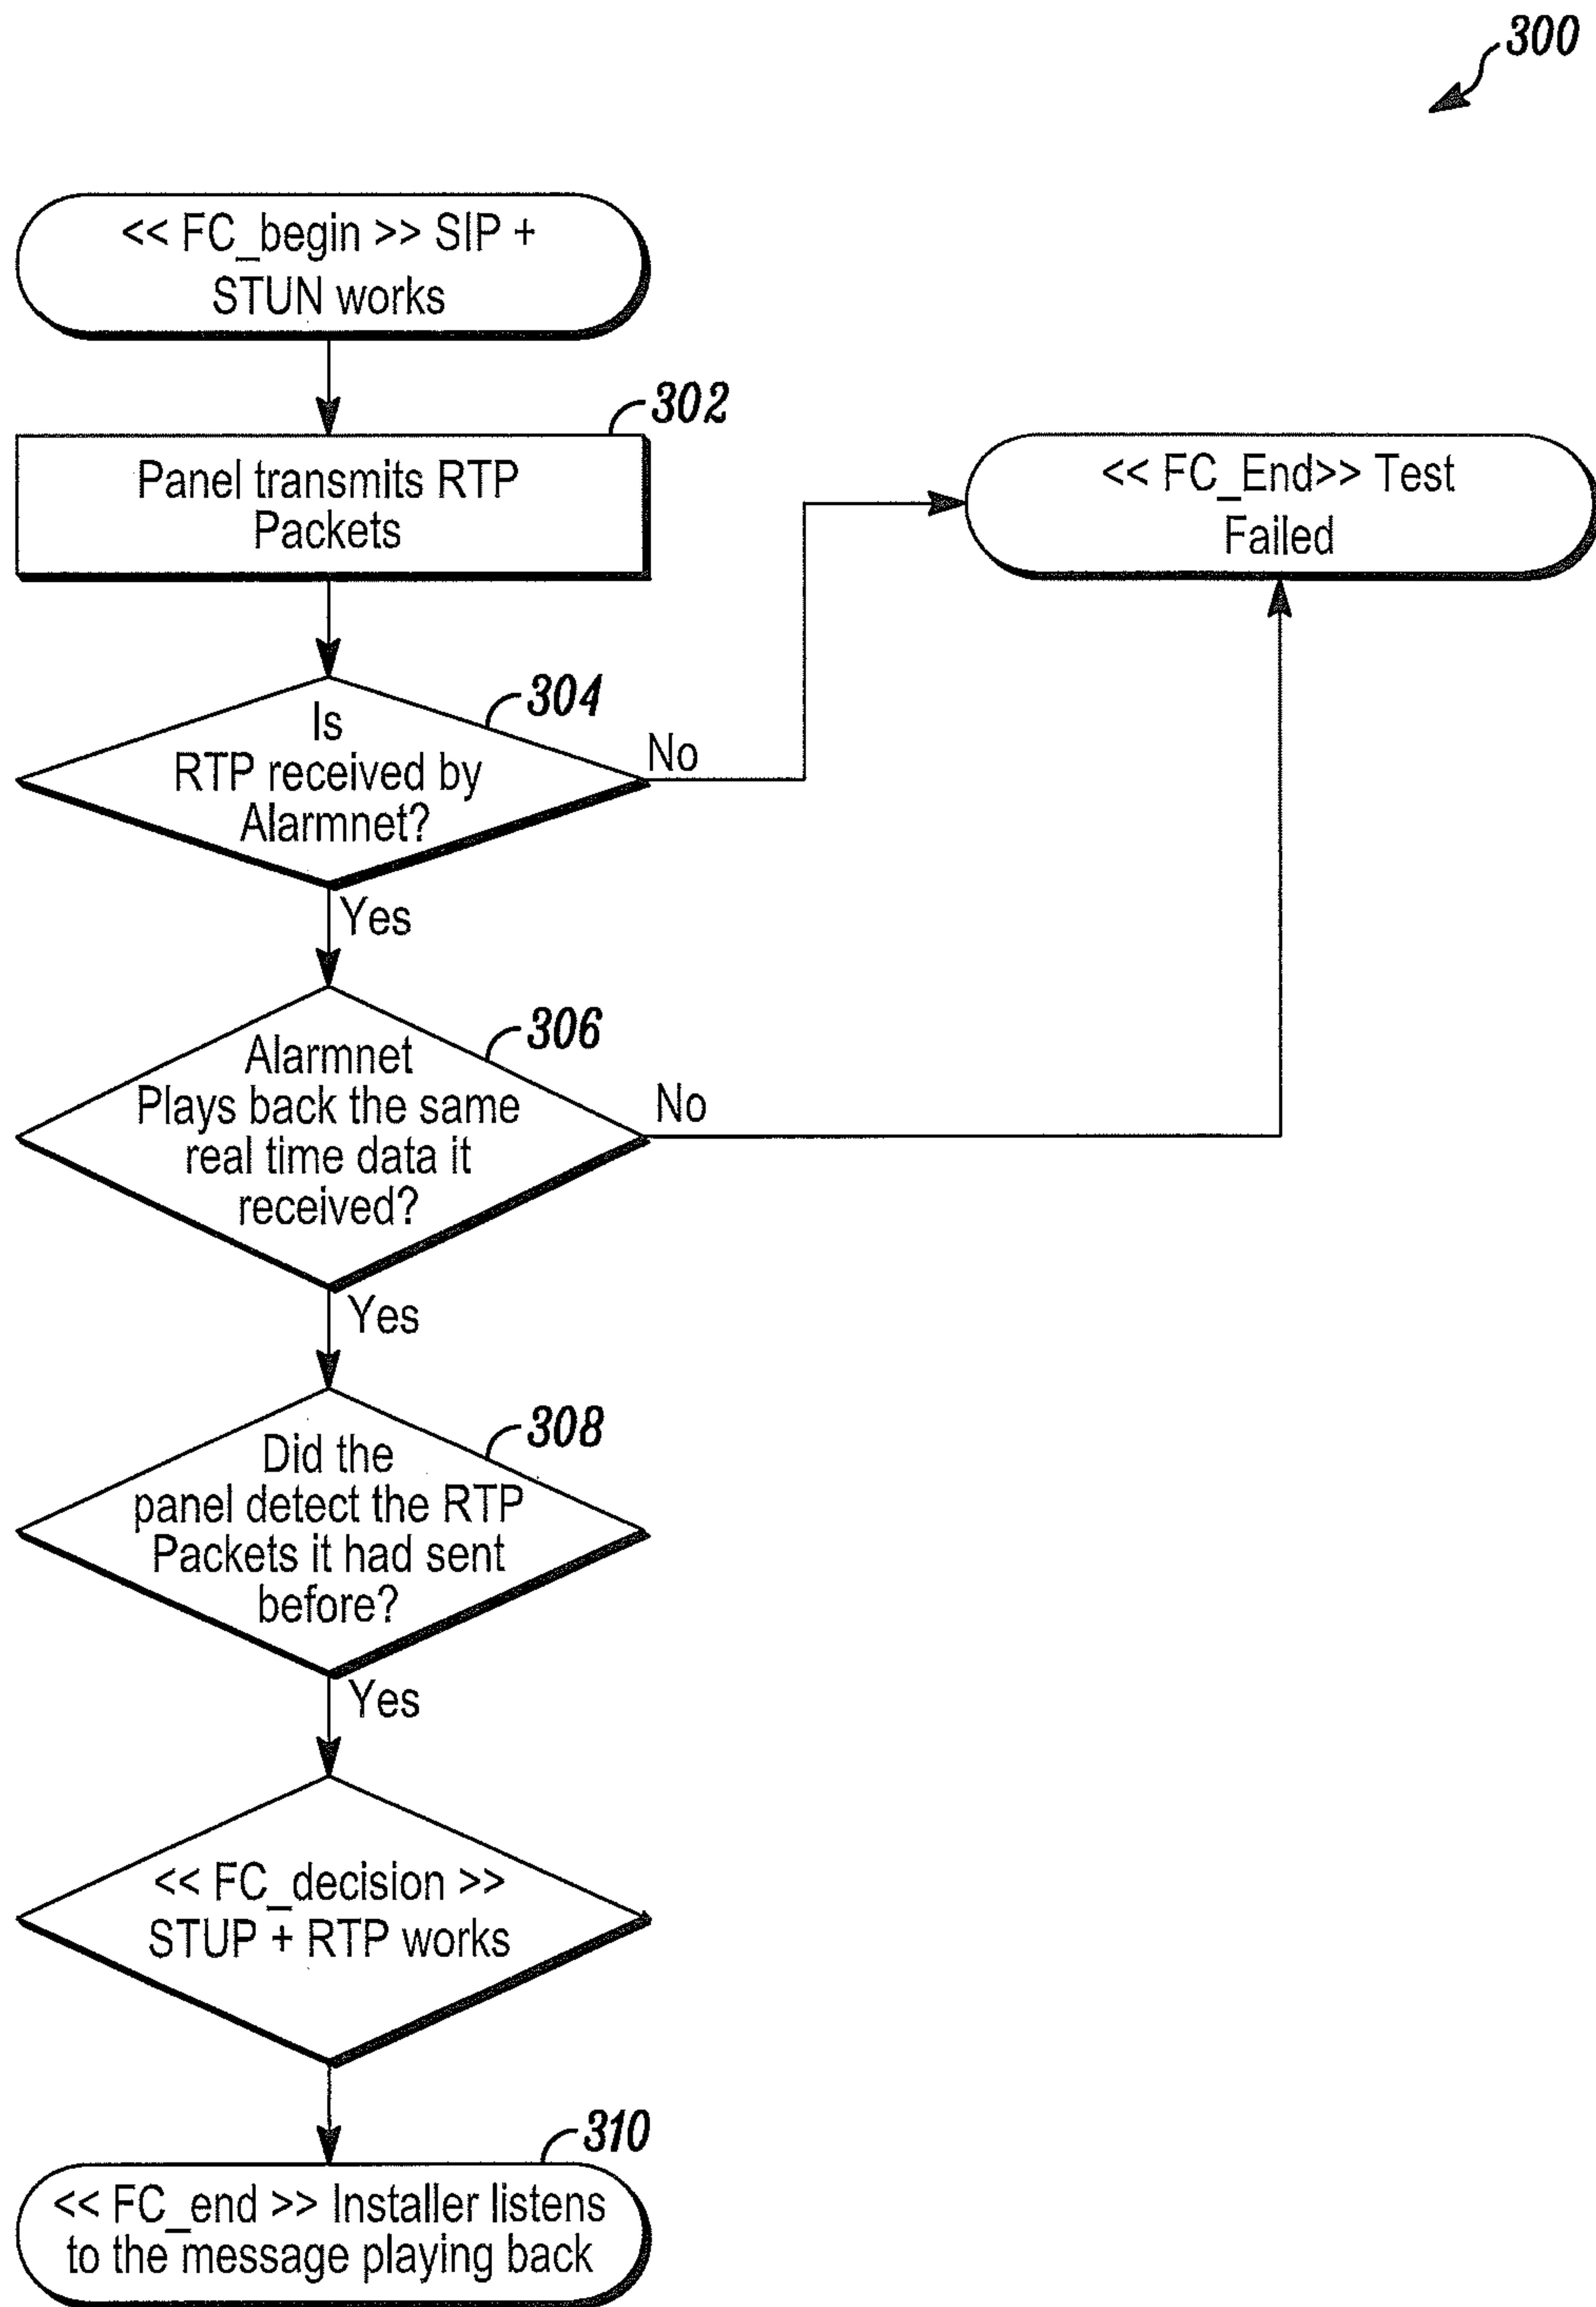 300
<< FC_begin >> SIP +
STUN works
302
Panel transmits RTP
Packets
<< FC_End>> Test
Failed
304
Is
RTP received by
Alarmnet?
No
Yes
306
Alarmnet
Plays back the same
real time data it
received?
No
Yes
308
Did the
panel detect the RTP
Packets it had sent
before?
Yes
<< FC_decision >>
STUP + RTP works
310
<< FC_end >> Installer listens
to the message playing back